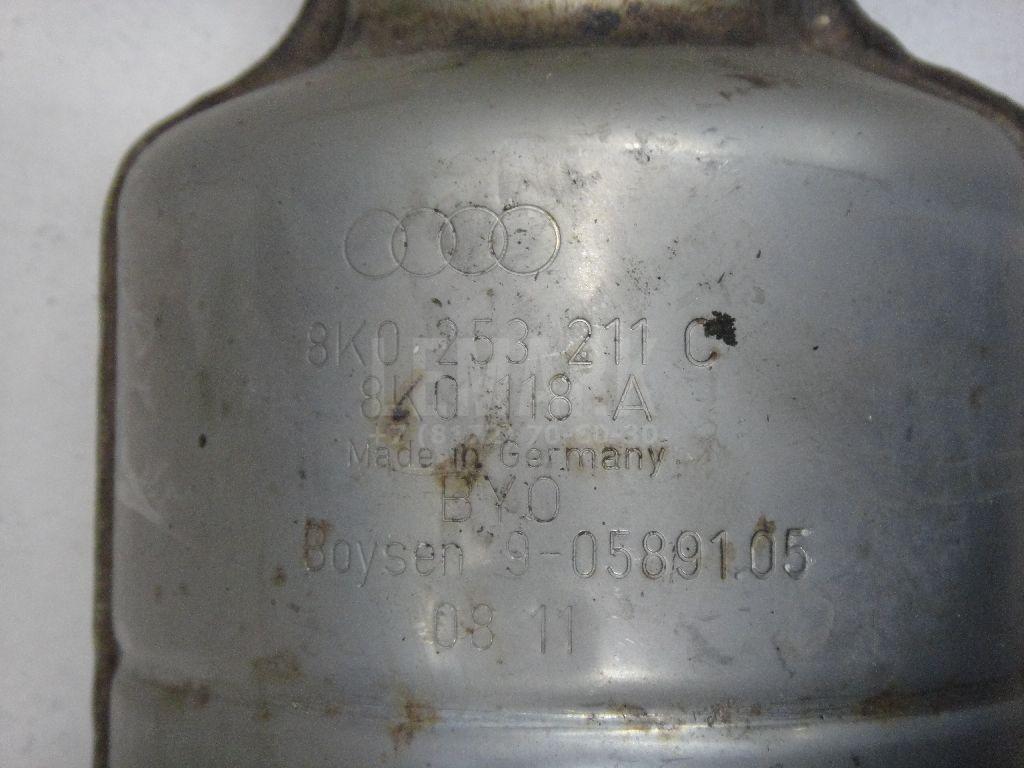 8K0 253 211 C
8K0 118 A
Made in Germany
BYO
Boysen 9-05891.05
08 11